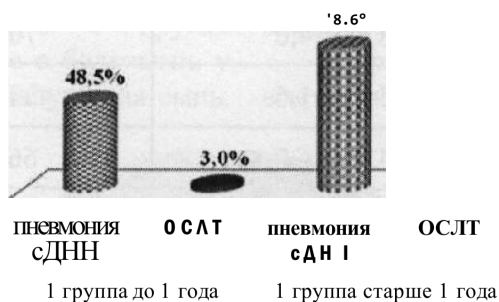 '8.6°
48,5%
3,0%
пневмония ОСЛТ пневмония ОСЛТ
сДНН сДН І
1 группа до 1 года 1 группа старше 1 года